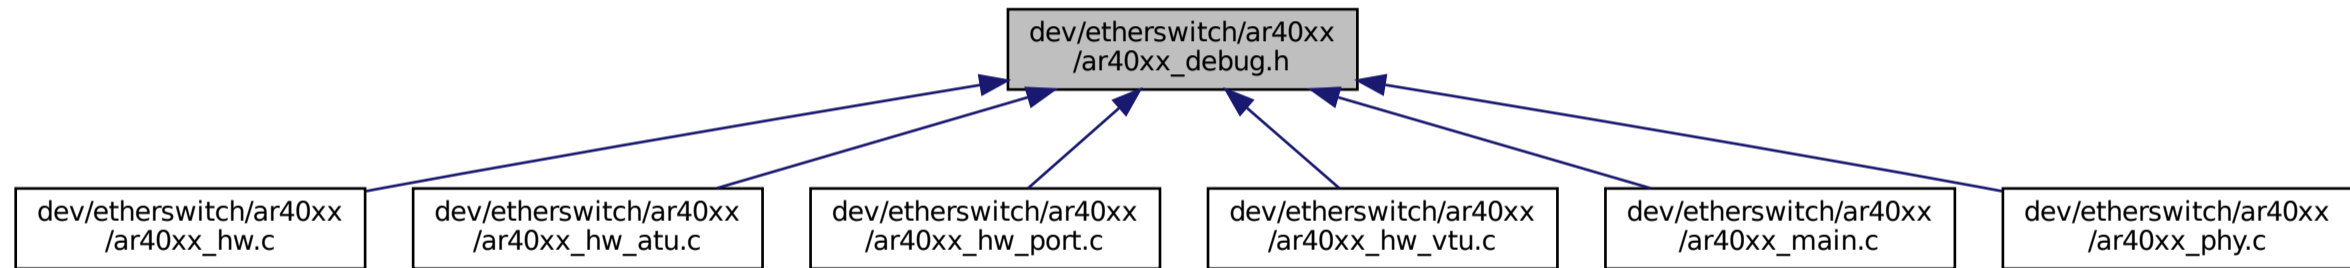 dev/etherswitch/ar40xx
/ar40xx_debug.h
dev/etherswitch/ar40xx
/ar40xx_hw.c
dev/etherswitch/ar40xx
/ar40xx_hw_atu.c
dev/etherswitch/ar40xx
/ar40xx_hw_port.c
dev/etherswitch/ar40xx
/ar40xx_hw_vtu.c
dev/etherswitch/ar40xx
/ar40xx_main.c
dev/etherswitch/ar40xx
/ar40xx_phy.c